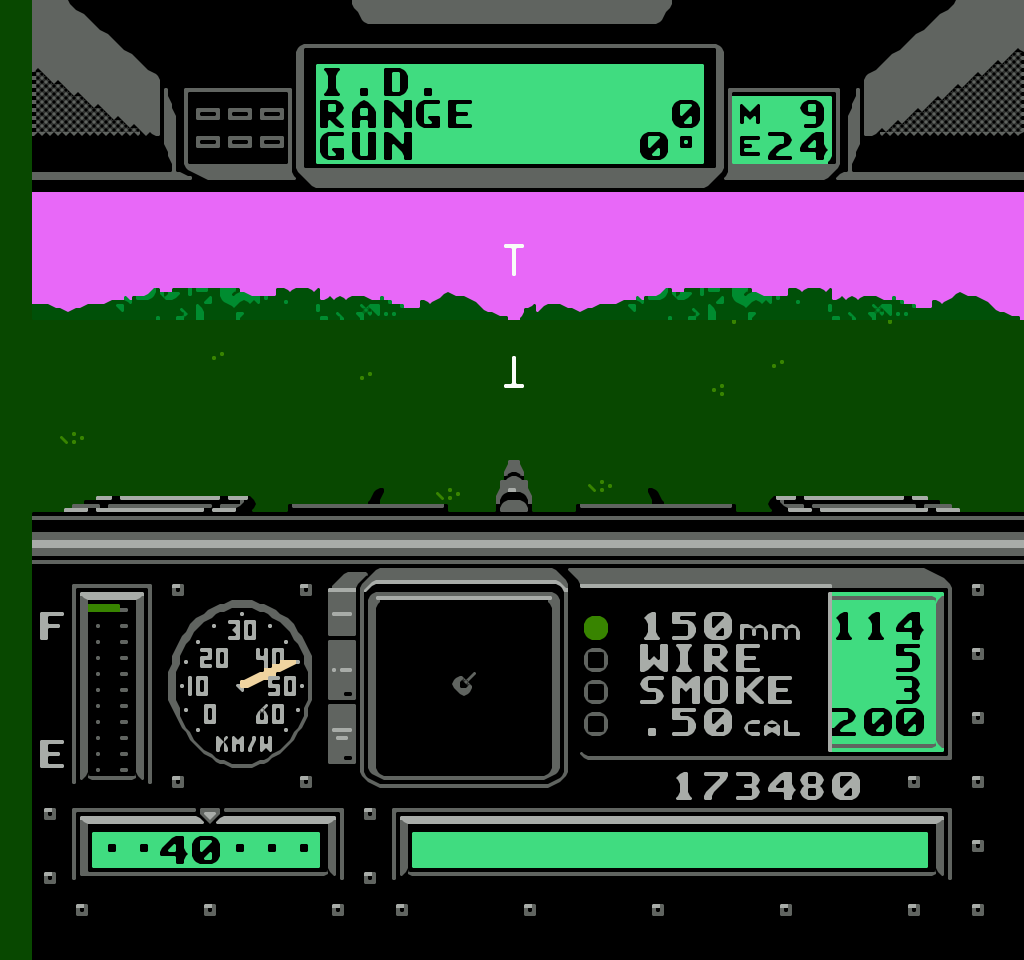 I.D.
RANGE 0
GUN 0°
M 9
E24
F
E
30
20 40
10 50
0 60
KM/W
150mm 114
WIRE 5
SMOKE 3
.50 CAL 200
173480
··40····